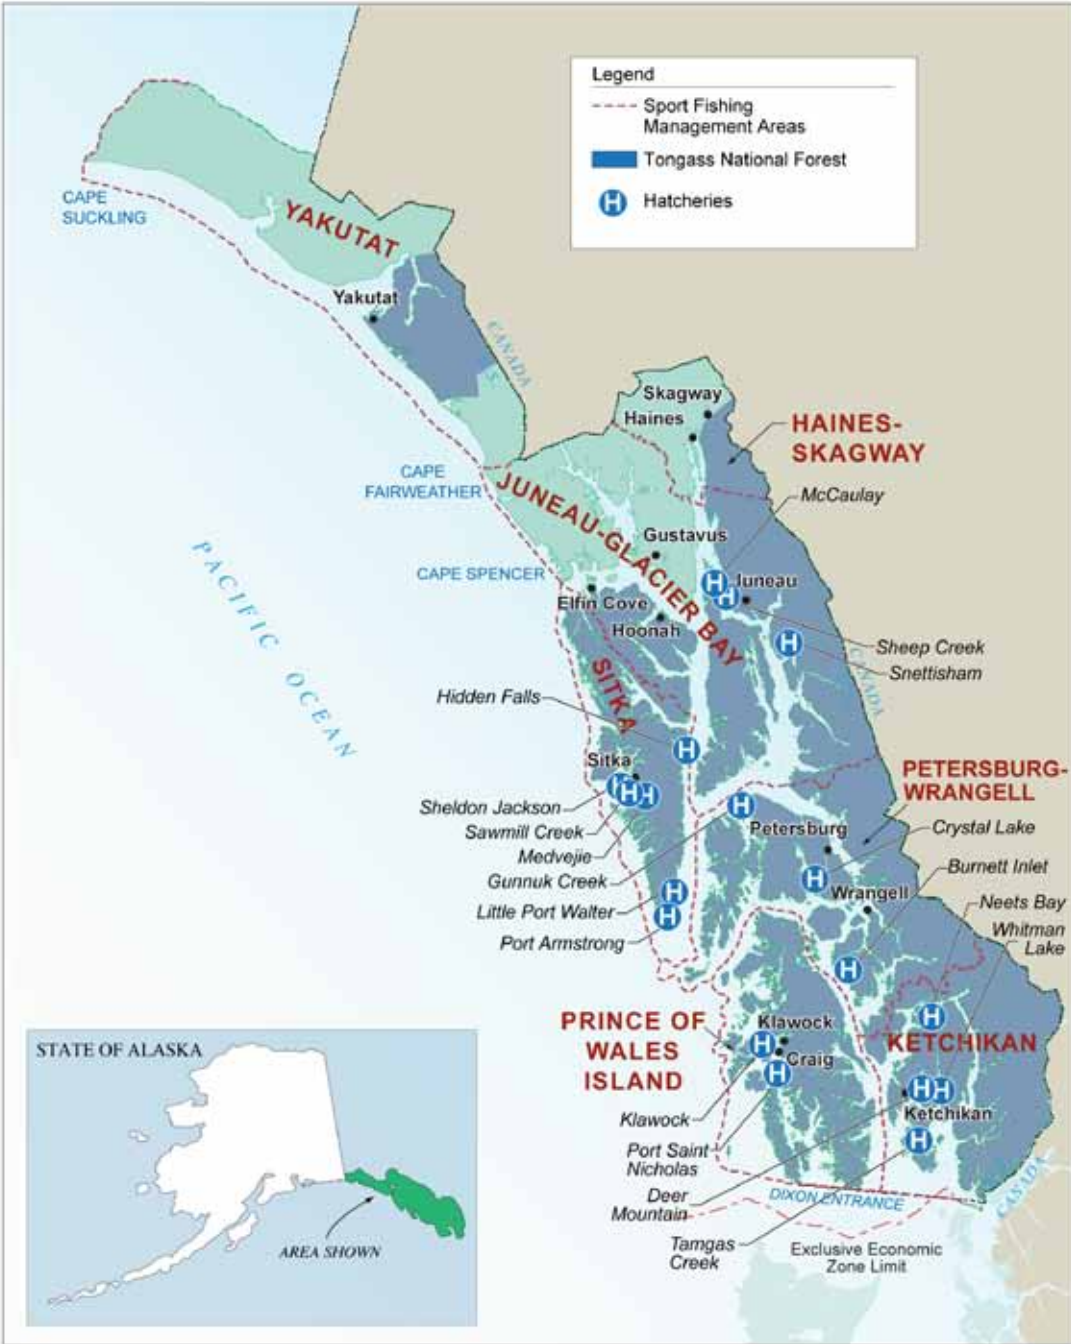 Legend
Sport Fishing
Management Areas
Tongass National Forest
H Hatcheries
CAPE
SUCKLING
YAKUTAT
Yakutat
CANADA
U.S.
Skagway
Haines
HAINES-
SKAGWAY
CAPE
FAIRWEATHER
JUNEAU-GLACIER BAY
McCaulay
Gustavus
CAPE SPENCER
H
H
Juneau
Elfin Cove
Hoonah
PACIFIC OCEAN
H
Sheep Creek
Snettisham
CANADA
SITKA
Hidden Falls
H
Sitka
H
H
H
Sheldon Jackson
Sawmill Creek
Medvejie
Gunnuk Creek
Little Port Walter
Port Armstrong
H
H
H
PETERSBURG-
WRANGELL
Petersburg
Crystal Lake
H
Burnett Inlet
Wrangell
Neets Bay
Whitman
Lake
H
PRINCE OF
WALES
ISLAND
Klawock
H
Craig
H
H
KETCHIKAN
H
H
Ketchikan
H
Klawock
Port Saint
Nicholas
Deer
Mountain
Tamgas
Creek
DIXON ENTRANCE
CANADA
Exclusive Economic
Zone Limit
STATE OF ALASKA
AREA SHOWN